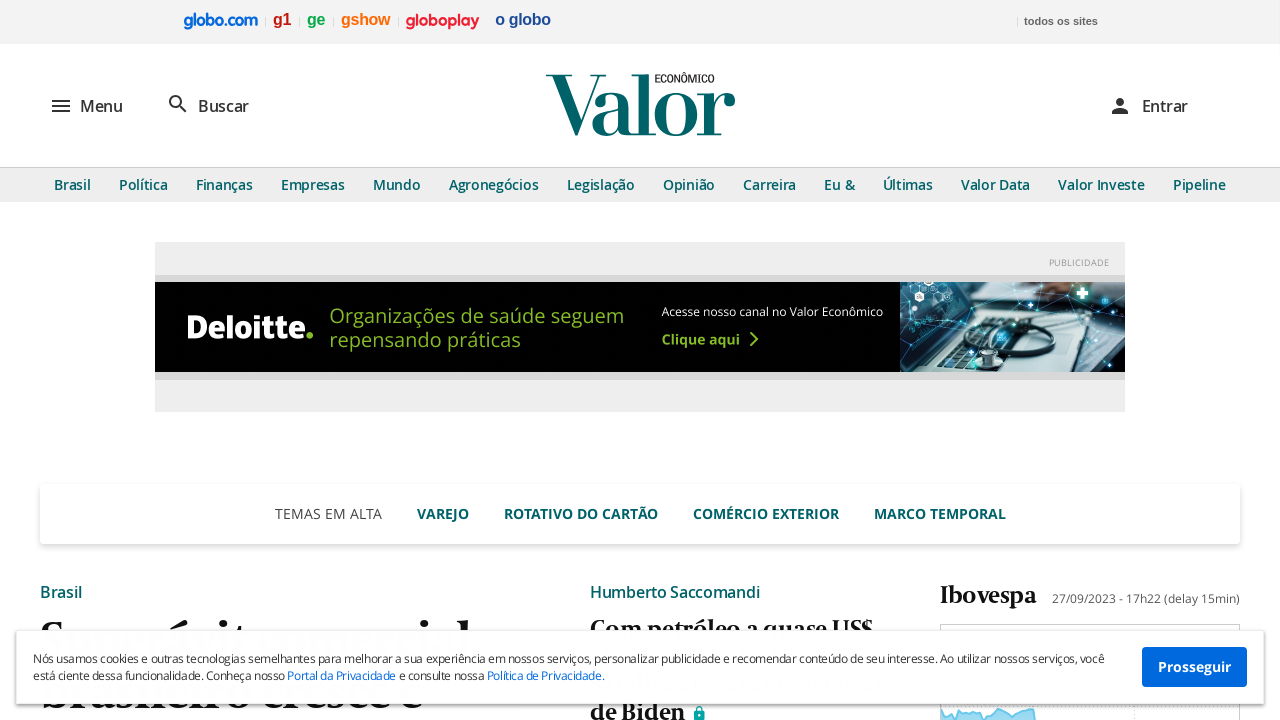 globo.com g1 ge gshow globoplay o globo todos os sites
Menu Buscar Valor ECONÔMICO Entrar
Brasil Política Finanças Empresas Mundo Agronegócios Legislação Opinião Carreira Eu & Últimas Valor Data Valor Investe Pipeline
PUBLICIDADE
Deloitte. Organizações de saúde seguem
repensando práticas
Acesse nosso canal no Valor Econômico
Clique aqui
TEMAS EM ALTA VAREJO ROTATIVO DO CARTÃO COMÉRCIO EXTERIOR MARCO TEMPORAL
Brasil
Humberto Saccomandi
Com petróleo a quase US$
de Biden
Ibovespa 27/09/2023 - 17h22 (delay 15min)
Nós usamos cookies e outras tecnologias semelhantes para melhorar a sua experiência em nossos serviços, personalizar publicidade e recomendar conteúdo de seu interesse. Ao utilizar nossos serviços, você
está ciente dessa funcionalidade. Conheça nosso Portal da Privacidade e consulte nossa Política de Privacidade.
Prosseguir